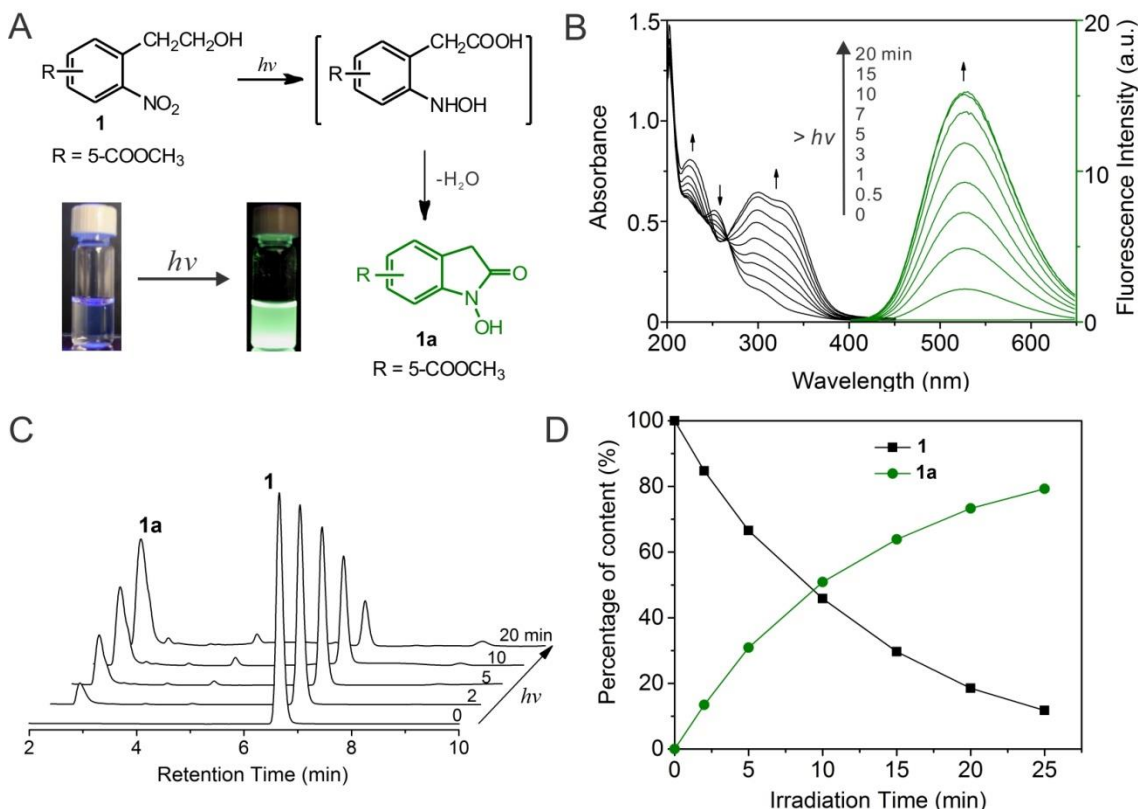 A
CH₂CH₂OH
R
NO₂
1
R = 5-COOCH₃
hv
CH₂COOH
R
NHOH
-H₂O
hv
R
O
N
OH
1a
R = 5-COOCH₃
B
1.5
1.0
0.5
0
Absorbance
200
300
400
500
600
Wavelength (nm)
20
10
0
Fluorescence Intensity (a.u.)
> hv
20 min
15
10
7
5
3
1
0.5
0
C
1a
1
20 min
10
5
2
0
hv
2
4
6
8
10
Retention Time (min)
D
100
80
60
40
20
0
Percentage of content (%)
1
1a
0
5
10
15
20
25
Irradiation Time (min)